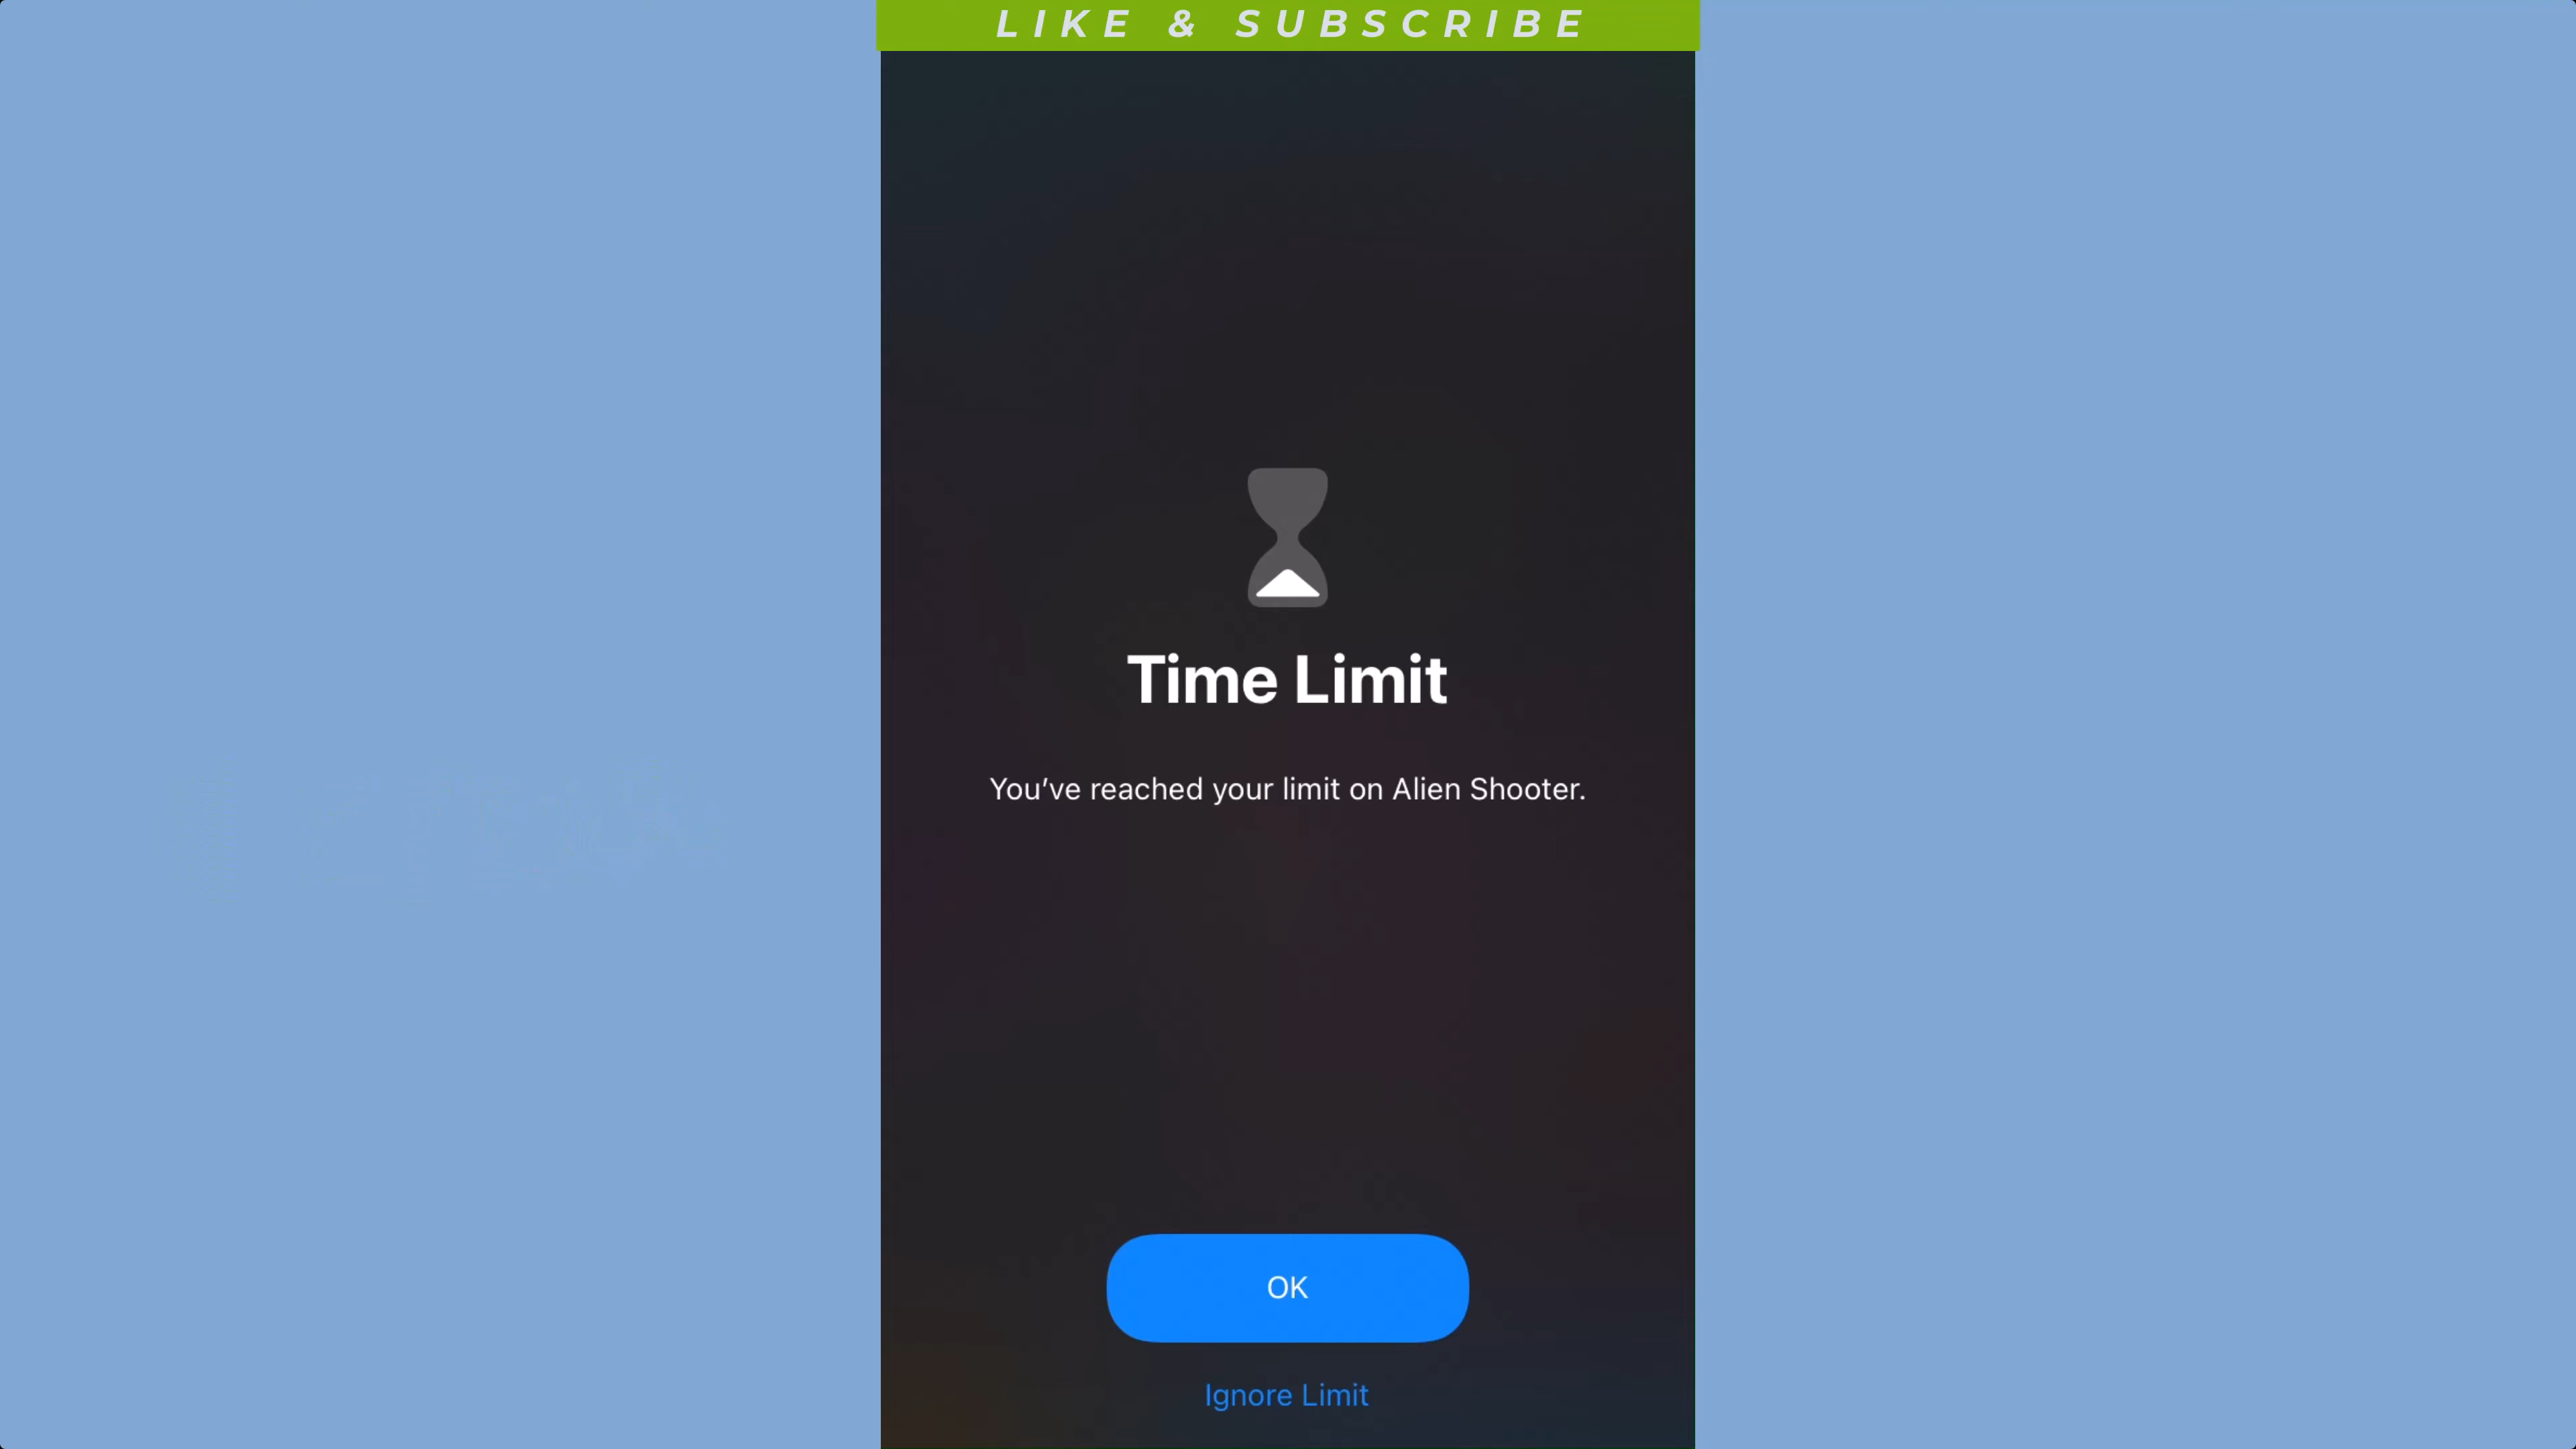 LIKE & SUBSCRIBE
Time Limit
You’ve reached your limit on Alien Shooter.
OK
Ignore Limit